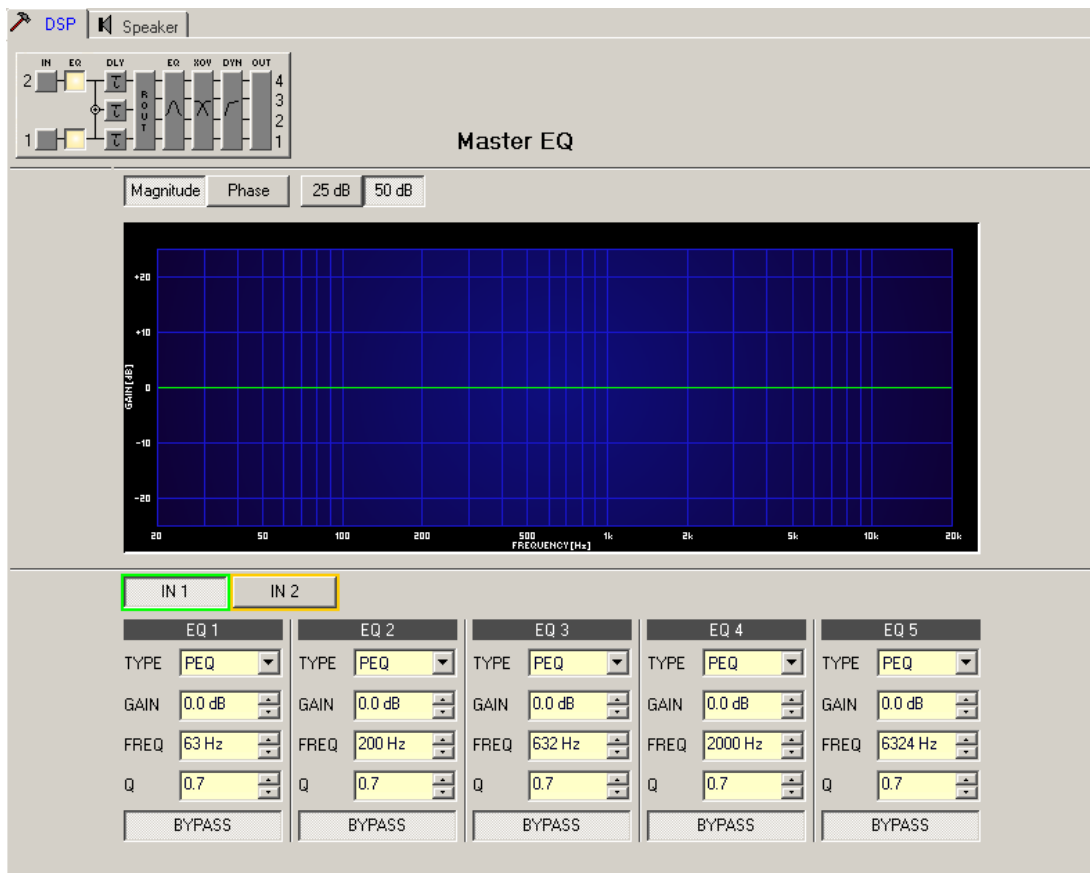 DSP Speaker
IN EQ DLY EQ XOV DYN OUT
2 τ 4
ROUT
τ 3
2
1 τ 1
Master EQ
Magnitude Phase 25 dB 50 dB
+20
+10
GAIN[dB]
0
-10
-20
20 50 100 200 500 1k 2k 5k 10k 20k
FREQUENCY[Hz]
IN 1 IN 2
EQ 1 EQ 2 EQ 3 EQ 4 EQ 5
TYPE PEQ TYPE PEQ TYPE PEQ TYPE PEQ TYPE PEQ
GAIN 0.0 dB GAIN 0.0 dB GAIN 0.0 dB GAIN 0.0 dB GAIN 0.0 dB
FREQ 63 Hz FREQ 200 Hz FREQ 632 Hz FREQ 2000 Hz FREQ 6324 Hz
Q 0.7 Q 0.7 Q 0.7 Q 0.7 Q 0.7
BYPASS BYPASS BYPASS BYPASS BYPASS